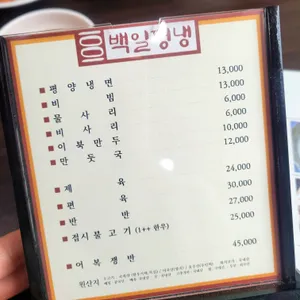 백일평냉
평양냉면 13,000
비빔 13,000
물사리 6,000
비사리 6,000
이북만두 10,000
만둣국 12,000
제육 24,000
편육 30,000
반반 27,000
접시불고기 (1++ 한우) 25,000
어복쟁반 45,000
원산지